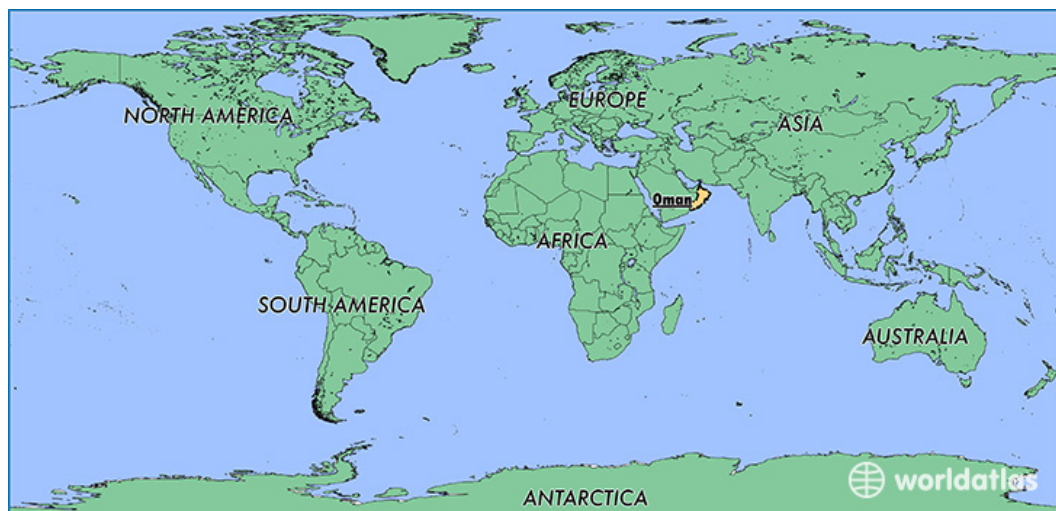 NORTH AMERICA
EUROPE
ASIA
Oman
AFRICA
SOUTH AMERICA
AUSTRALIA
worldatlas
ANTARCTICA